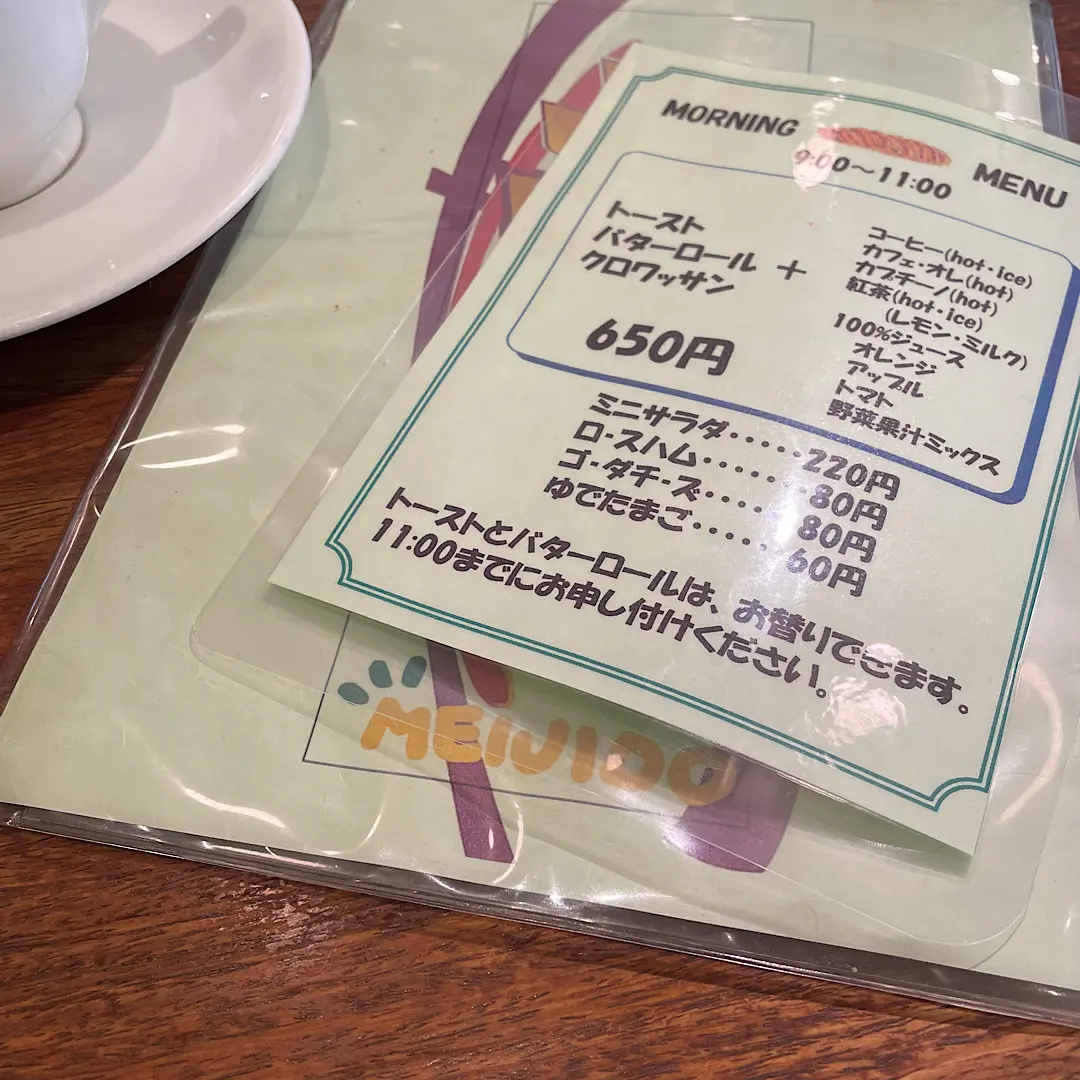 MORNING MENU
9:00～11:00
トースト
バターロール
クロワッサン
＋
650円
コーヒー(hot・ice)
カフェ・オレ(hot)
カプチーノ(hot)
紅茶(hot・ice)
(レモン・ミルク)
100%ジュース
オレンジ
アップル
トマト
野菜果汁ミックス
ミニサラダ・・・・・220円
ロ-スハム・・・・・・・80円
ゴ-ダチ-ズ・・・・・・80円
ゆでたまご・・・・・・60円
トーストとバターロールは、お替りできます。
11:00までにお申し付けください。
MEIJIDO